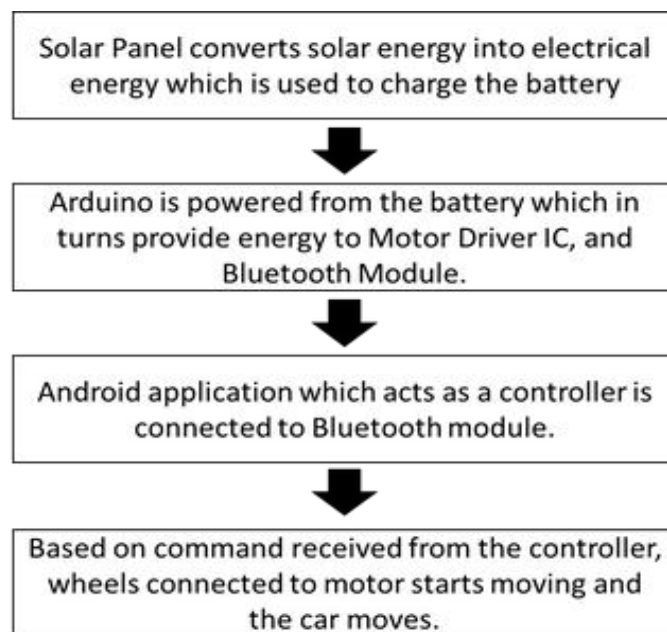 Solar Panel converts solar energy into electrical
energy which is used to charge the battery
Arduino is powered from the battery which in
turns provide energy to Motor Driver IC, and
Bluetooth Module.
Android application which acts as a controller is
connected to Bluetooth module.
Based on command received from the controller,
wheels connected to motor starts moving and
the car moves.